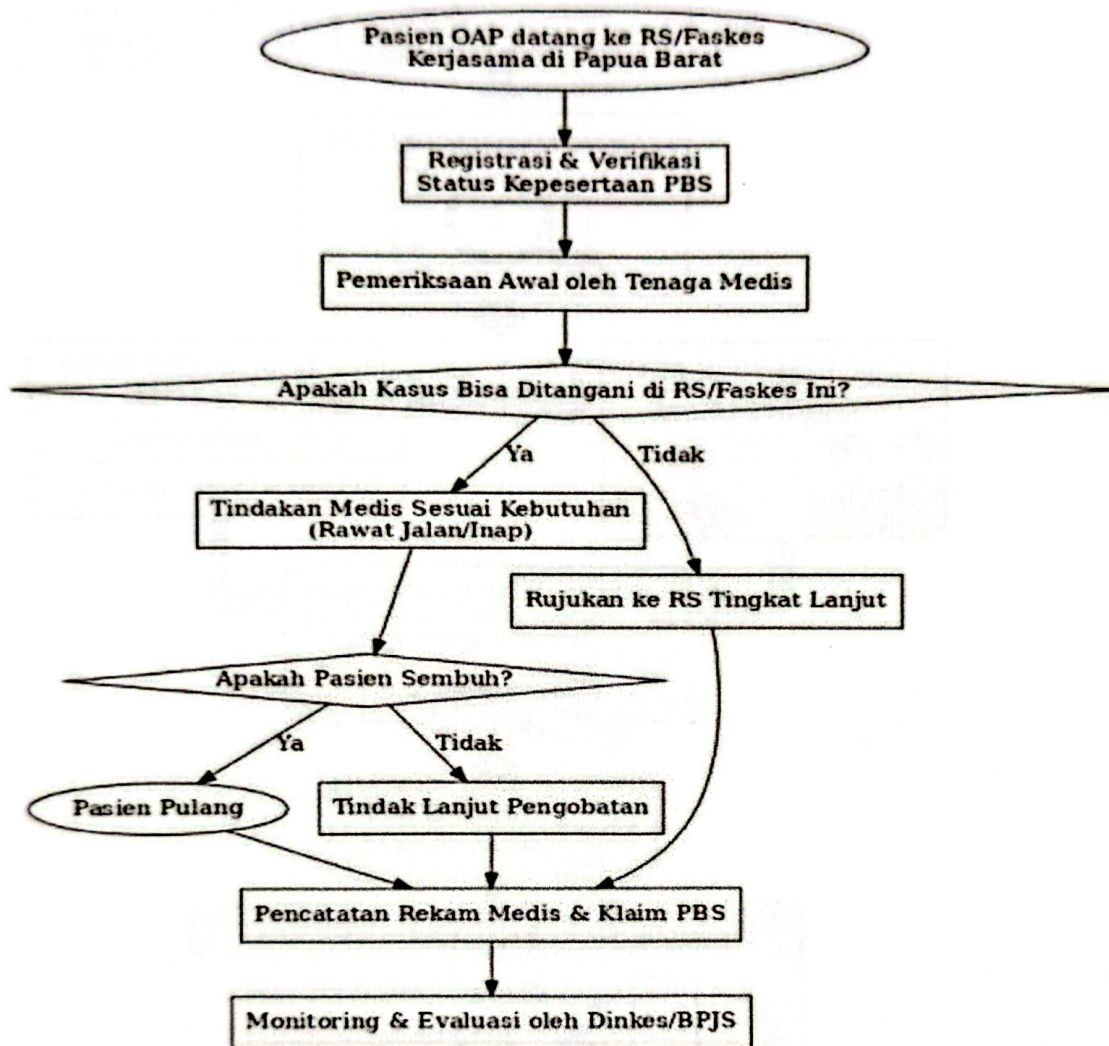 Pasien OAP datang ke RS/Faskes
Kerjasama di Papua Barat
Registrasi & Verifikasi
Status Kepesertaan PBS
Pemeriksaan Awal oleh Tenaga Medis
Apakah Kasus Bisa Ditangani di RS/Faskes Ini?
Ya
Tidak
Tindakan Medis Sesuai Kebutuhan
(Rawat Jalan/Inap)
Rujukan ke RS Tingkat Lanjut
Apakah Pasien Sembuh?
Ya
Tidak
Pasien Pulang
Tindak Lanjut Pengobatan
Pencatatan Rekam Medis & Klaim PBS
Monitoring & Evaluasi oleh Dinkes/BPJS